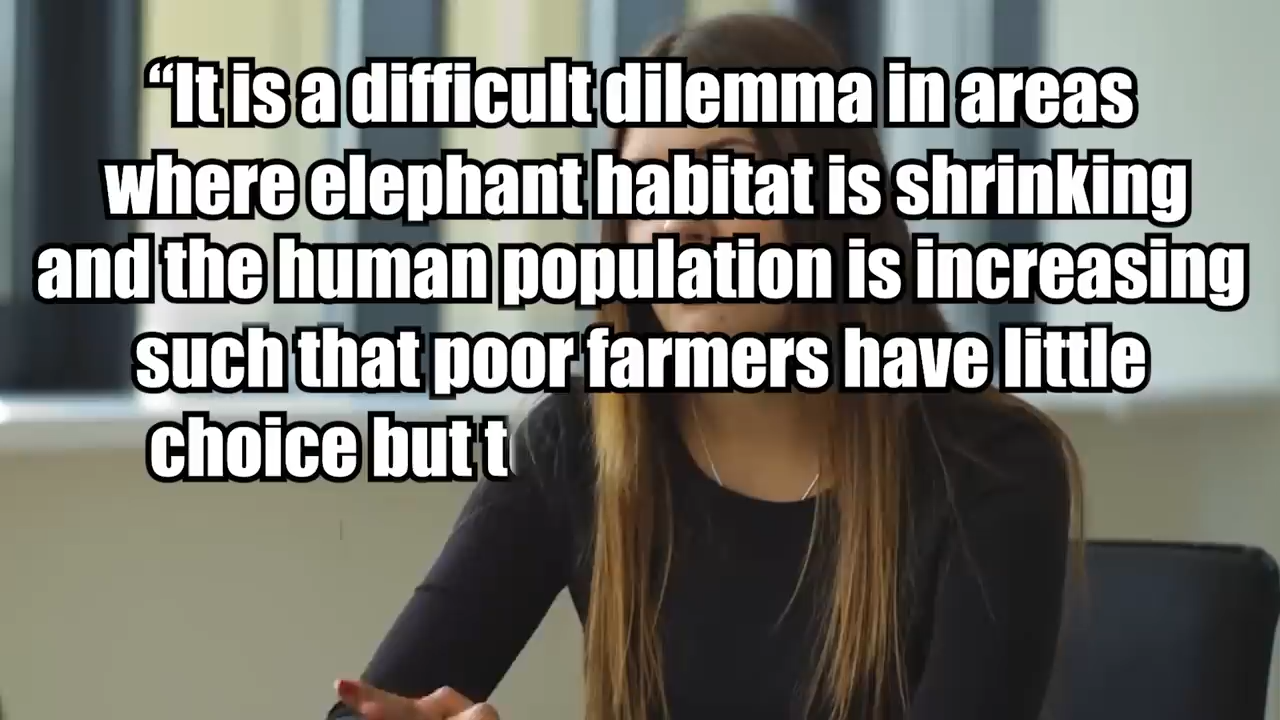 “It is a difficult dilemma in areas
where elephant habitat is shrinking
and the human population is increasing
such that poor farmers have little
choice but t